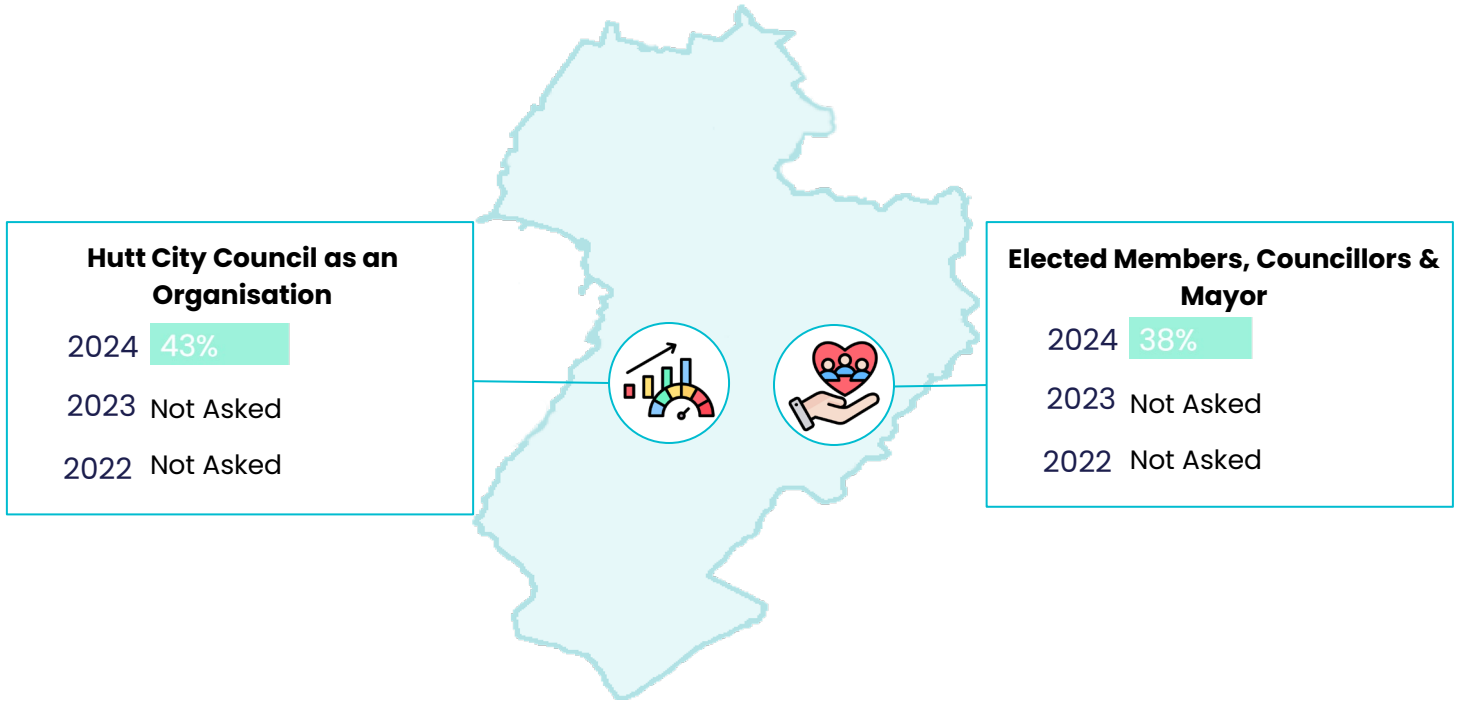 Hutt City Council as an
Organisation
2024 43%
2023 Not Asked
2022 Not Asked
Elected Members, Councillors &
Mayor
2024 38%
2023 Not Asked
2022 Not Asked